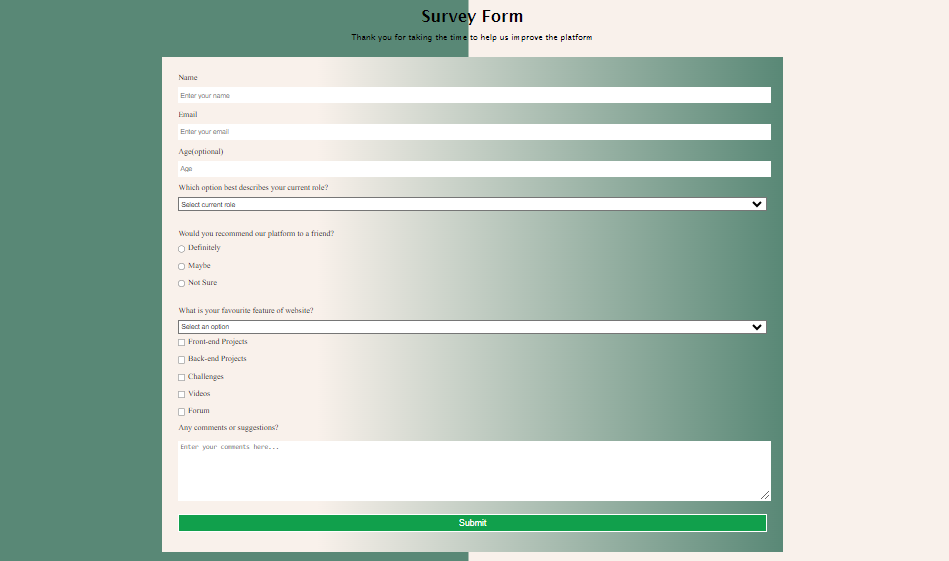 Survey Form
Thank you for taking the time to help us improve the platform
Name
Enter your name
Email
Enter your email
Age(optional)
Age
Which option best describes your current role?
Select current role
Would you recommend our platform to a friend?
Definitely
Maybe
Not Sure
What is your favourite feature of website?
Select an option
Front-end Projects
Back-end Projects
Challenges
Videos
Forum
Any comments or suggestions?
Enter your comments here...
Submit